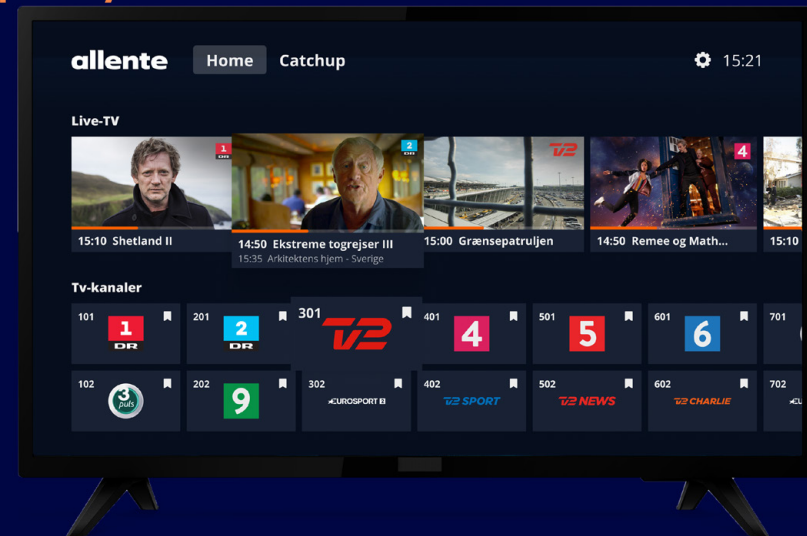 allente Home Catchup 15:21
Live-TV
1 DR
2 DR
TV2
4
15:10 Shetland II
14:50 Ekstreme togrejser III
15:35 Arkitektens hjem - Sverige
15:00 Grænsepatruljen
14:50 Remee og Math...
15:10
Tv-kanaler
101 1 DR
201 2 DR
301 TV2
401 4
501 5
601 6
701
102 3 puls
202 9
302 EUROSPORT 2
402 TV2 SPORT
502 TV2 NEWS
602 TV2 CHARLIE
702